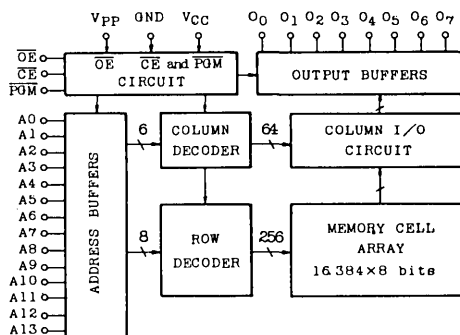 VPP GND VCC O0 O1 O2 O3 O4 O5 O6 O7
OE
CE
PGM
OE CE and PGM
CIRCUIT
OUTPUT BUFFERS
A0
A1
A2
A3
A4
A5
A6
A7
A8
A9
A10
A11
A12
A13
ADDRESS BUFFERS
6
COLUMN
DECODER
64
COLUMN I/O
CIRCUIT
8
ROW
DECODER
256
MEMORY CELL
ARRAY
16.384×8 bits